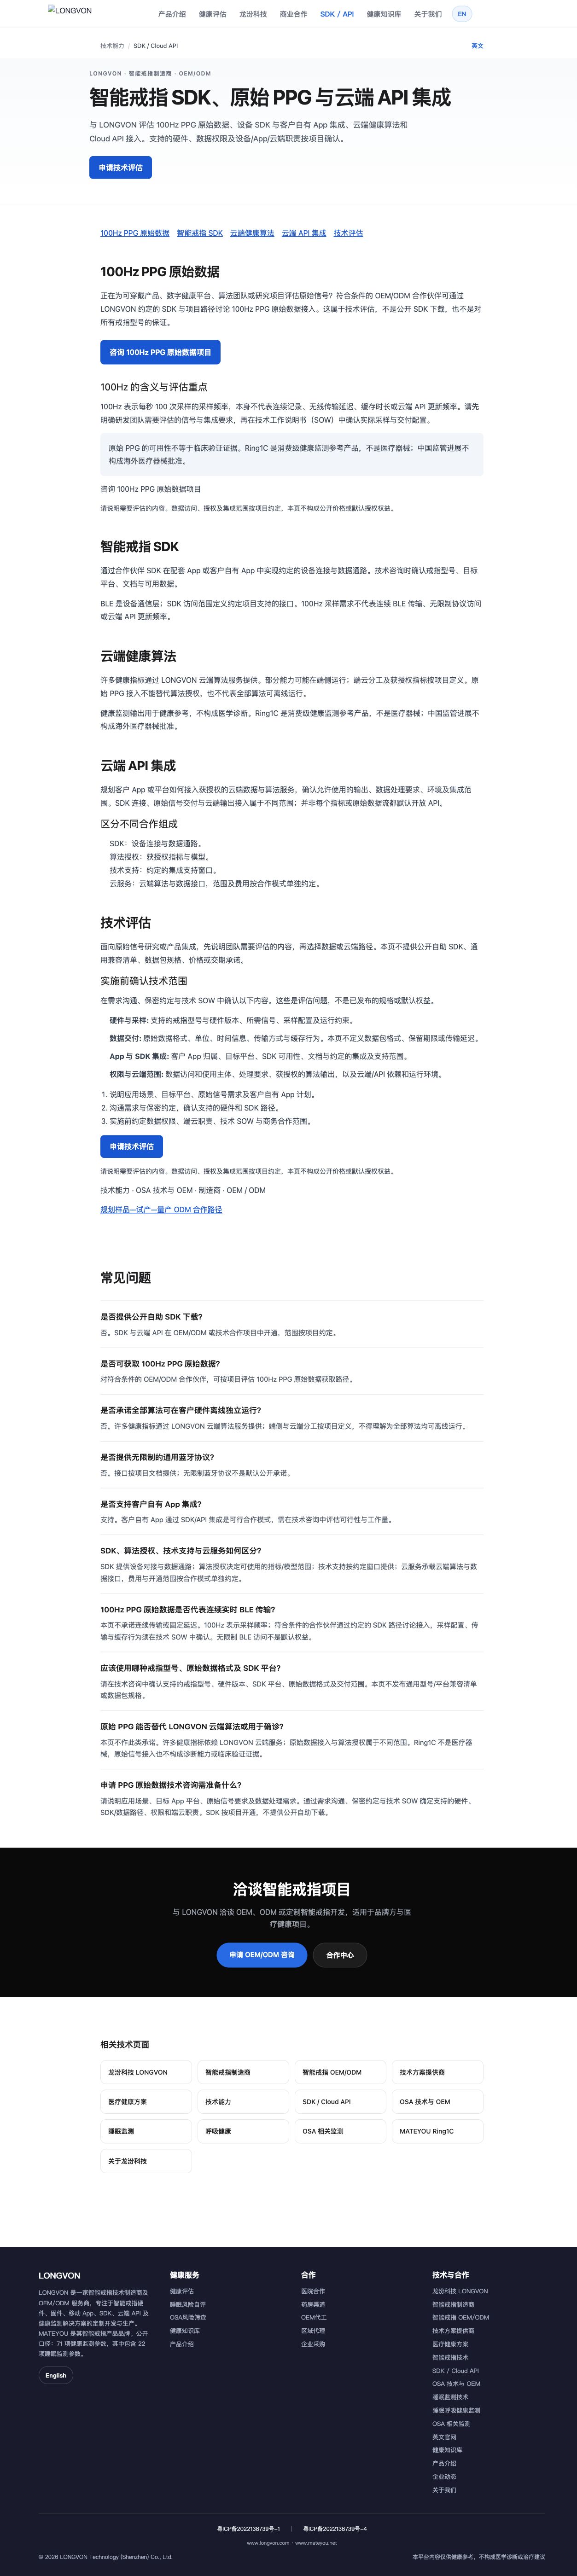 LONGVON
产品介绍 健康评估 龙汾科技 商业合作 SDK / API 健康知识库 关于我们 EN
技术能力 / SDK / Cloud API 英文
LONGVON · 智能戒指制造商 · OEM/ODM
智能戒指 SDK、原始 PPG 与云端 API 集成
与 LONGVON 评估 100Hz PPG 原始数据、设备 SDK 与客户自有 App 集成、云端健康算法和
Cloud API 接入。支持的硬件、数据权限及设备/App/云端职责按项目确认。
申请技术评估
100Hz PPG 原始数据 智能戒指 SDK 云端健康算法 云端 API 集成 技术评估
100Hz PPG 原始数据
正在为可穿戴产品、数字健康平台、算法团队或研究项目评估原始信号？符合条件的 OEM/ODM 合作伙伴可通过
LONGVON 约定的 SDK 与项目路径讨论 100Hz PPG 原始数据接入。这属于技术评估，不是公开 SDK 下载，也不是对
所有戒指型号的保证。
咨询 100Hz PPG 原始数据项目
100Hz 的含义与评估重点
100Hz 表示每秒 100 次采样的采样频率，本身不代表连续记录、无线传输延迟、缓存时长或云端 API 更新频率。请先
明确研发团队需要评估的信号与集成要求，再在技术工作说明书（SOW）中确认实际采样与交付配置。
原始 PPG 的可用性不等于临床验证证据。Ring1C 是消费级健康监测参考产品，不是医疗器械；中国监管进展不
构成海外医疗器械批准。
咨询 100Hz PPG 原始数据项目
请说明需要评估的内容。数据访问、授权及集成范围按项目约定，本页不构成公开价格或默认授权权益。
智能戒指 SDK
通过合作伙伴 SDK 在配套 App 或客户自有 App 中实现约定的设备连接与数据通路。技术咨询时确认戒指型号、目标
平台、文档与可用数据。
BLE 是设备通信层；SDK 访问范围定义约定项目支持的接口。100Hz 采样需求不代表连续 BLE 传输、无限制协议访问
或云端 API 更新频率。
云端健康算法
许多健康指标通过 LONGVON 云端算法服务提供。部分能力可能在端侧运行；端云分工及获授权指标按项目定义。原
始 PPG 接入不能替代算法授权，也不代表全部算法可离线运行。
健康监测输出用于健康参考，不构成医学诊断。Ring1C 是消费级健康监测参考产品，不是医疗器械；中国监管进展不
构成海外医疗器械批准。
云端 API 集成
规划客户 App 或平台如何接入获授权的云端数据与算法服务，确认允许使用的输出、数据处理要求、环境及集成范
围。SDK 连接、原始信号交付与云端输出接入属于不同范围；并非每个指标或原始数据流都默认开放 API。
区分不同合作组成
SDK：设备连接与数据通路。
算法授权：获授权指标与模型。
技术支持：约定的集成支持窗口。
云服务：云端算法与数据接口，范围及费用按合作模式单独约定。
技术评估
面向原始信号研究或产品集成，先说明团队需要评估的内容，再选择数据或云端路径。本页不提供公开自助 SDK、通
用兼容清单、数据包规格、价格或交期承诺。
实施前确认技术范围
在需求沟通、保密约定与技术 SOW 中确认以下内容。这些是评估问题，不是已发布的规格或默认权益。
硬件与采样: 支持的戒指型号与硬件版本、所需信号、采样配置及运行约束。
数据交付: 原始数据格式、单位、时间信息、传输方式与缓存行为。本页不定义数据包格式、保留期限或传输延迟。
App 与 SDK 集成: 客户 App 归属、目标平台、SDK 可用性、文档与约定的集成及支持范围。
权限与云端范围: 数据访问和使用主体、处理要求、获授权的算法输出，以及云端/API 依赖和运行环境。
1. 说明应用场景、目标平台、原始信号需求及客户自有 App 计划。
2. 沟通需求与保密约定，确认支持的硬件和 SDK 路径。
3. 实施前约定数据权限、端云职责、技术 SOW 与商务合作范围。
申请技术评估
请说明需要评估的内容。数据访问、授权及集成范围按项目约定，本页不构成公开价格或默认授权权益。
技术能力 · OSA 技术与 OEM · 制造商 · OEM / ODM
规划样品—试产—量产 ODM 合作路径
常见问题
是否提供公开自助 SDK 下载?
否。SDK 与云端 API 在 OEM/ODM 或技术合作项目中开通，范围按项目约定。
是否可获取 100Hz PPG 原始数据?
对符合条件的 OEM/ODM 合作伙伴，可按项目评估 100Hz PPG 原始数据获取路径。
是否承诺全部算法可在客户硬件离线独立运行?
否。许多健康指标通过 LONGVON 云端算法服务提供；端侧与云端分工按项目定义，不得理解为全部算法均可离线运行。
是否提供无限制的通用蓝牙协议?
否。接口按项目文档提供；无限制蓝牙协议不是默认公开承诺。
是否支持客户自有 App 集成?
支持。客户自有 App 通过 SDK/API 集成是可行合作模式，需在技术咨询中评估可行性与工作量。
SDK、算法授权、技术支持与云服务如何区分?
SDK 提供设备对接与数据通路；算法授权决定可使用的指标/模型范围；技术支持按约定窗口提供；云服务承载云端算法与数
据接口，费用与开通范围按合作模式单独约定。
100Hz PPG 原始数据是否代表连续实时 BLE 传输?
本页不承诺连续传输或固定延迟。100Hz 表示采样频率；符合条件的合作伙伴通过约定的 SDK 路径讨论接入，采样配置、传
输与缓存行为须在技术 SOW 中确认。无限制 BLE 访问不是默认权益。
应该使用哪种戒指型号、原始数据格式及 SDK 平台?
请在技术咨询中确认支持的戒指型号、硬件版本、SDK 平台、原始数据格式及交付范围。本页不发布通用型号/平台兼容清单
或数据包规格。
原始 PPG 能否替代 LONGVON 云端算法或用于确诊?
本页不作此类承诺。许多健康指标依赖 LONGVON 云端服务；原始数据接入与算法授权属于不同范围。Ring1C 不是医疗器
械，原始信号接入也不构成诊断能力或临床验证证据。
申请 PPG 原始数据技术咨询需准备什么?
请说明应用场景、目标 App 平台、原始信号要求及数据处理需求。通过需求沟通、保密约定与技术 SOW 确定支持的硬件、
SDK/数据路径、权限和端云职责。SDK 按项目开通，不提供公开自助下载。
洽谈智能戒指项目
与 LONGVON 洽谈 OEM、ODM 或定制智能戒指开发，适用于品牌方与医
疗健康项目。
申请 OEM/ODM 咨询 合作中心
相关技术页面
龙汾科技 LONGVON 智能戒指制造商 智能戒指 OEM/ODM 技术方案提供商
医疗健康方案 技术能力 SDK / Cloud API OSA 技术与 OEM
睡眠监测 呼吸健康 OSA 相关监测 MATEYOU Ring1C
关于龙汾科技
LONGVON
LONGVON 是一家智能戒指技术制造商及
OEM/ODM 服务商，专注于智能戒指硬
件、固件、移动 App、SDK、云端 API 及
健康监测解决方案的定制开发与生产。
MATEYOU 是其智能戒指产品品牌。公开
口径：71 项健康监测参数，其中包含 22
项睡眠监测参数。
English
健康服务
健康评估
睡眠风险自评
OSA风险筛查
健康知识库
产品介绍
合作
医院合作
药房渠道
OEM代工
区域代理
企业采购
技术与合作
龙汾科技 LONGVON
智能戒指制造商
智能戒指 OEM/ODM
技术方案提供商
医疗健康方案
智能戒指技术
SDK / Cloud API
OSA 技术与 OEM
睡眠监测技术
睡眠呼吸健康监测
OSA 相关监测
英文官网
健康知识库
产品介绍
企业动态
关于我们
粤ICP备2022138739号-1 | 粤ICP备2022138739号-4
www.longvon.com · www.mateyou.net
© 2026 LONGVON Technology (Shenzhen) Co., Ltd. 本平台内容仅供健康参考，不构成医学诊断或治疗建议